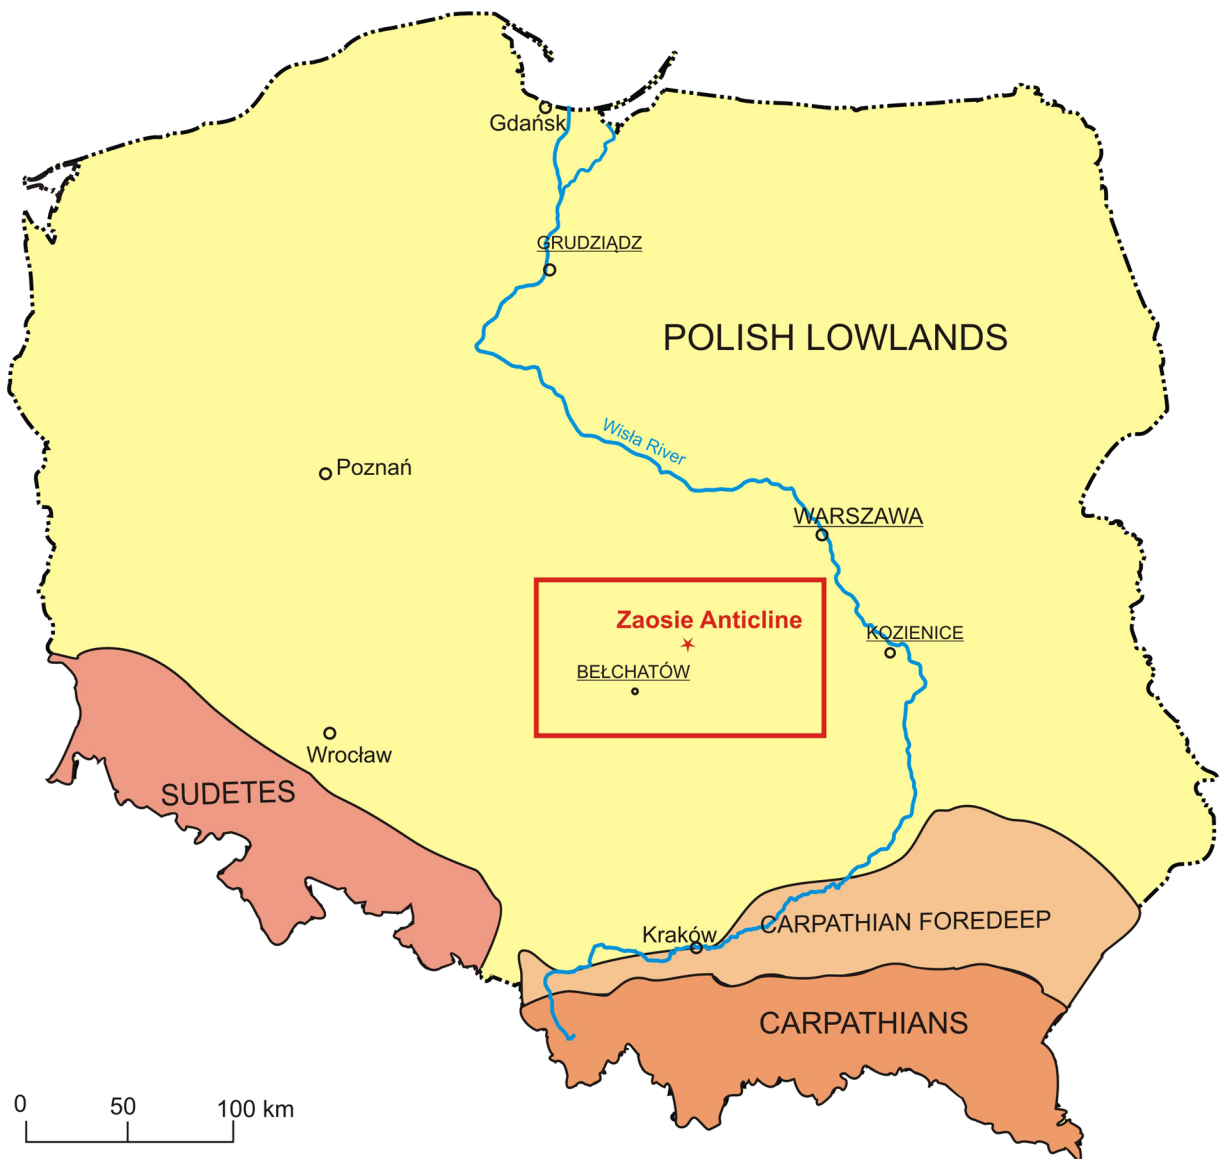 Gdańsk
GRUDZIĄDZ
POLISH LOWLANDS
Wisła River
Poznań
WARSZAWA
Zaosie Anticline
KOZIENICE
BEŁCHATÓW
Wrocław
SUDETES
CARPATHIAN FOREDEEP
Kraków
CARPATHIANS
0 50 100 km